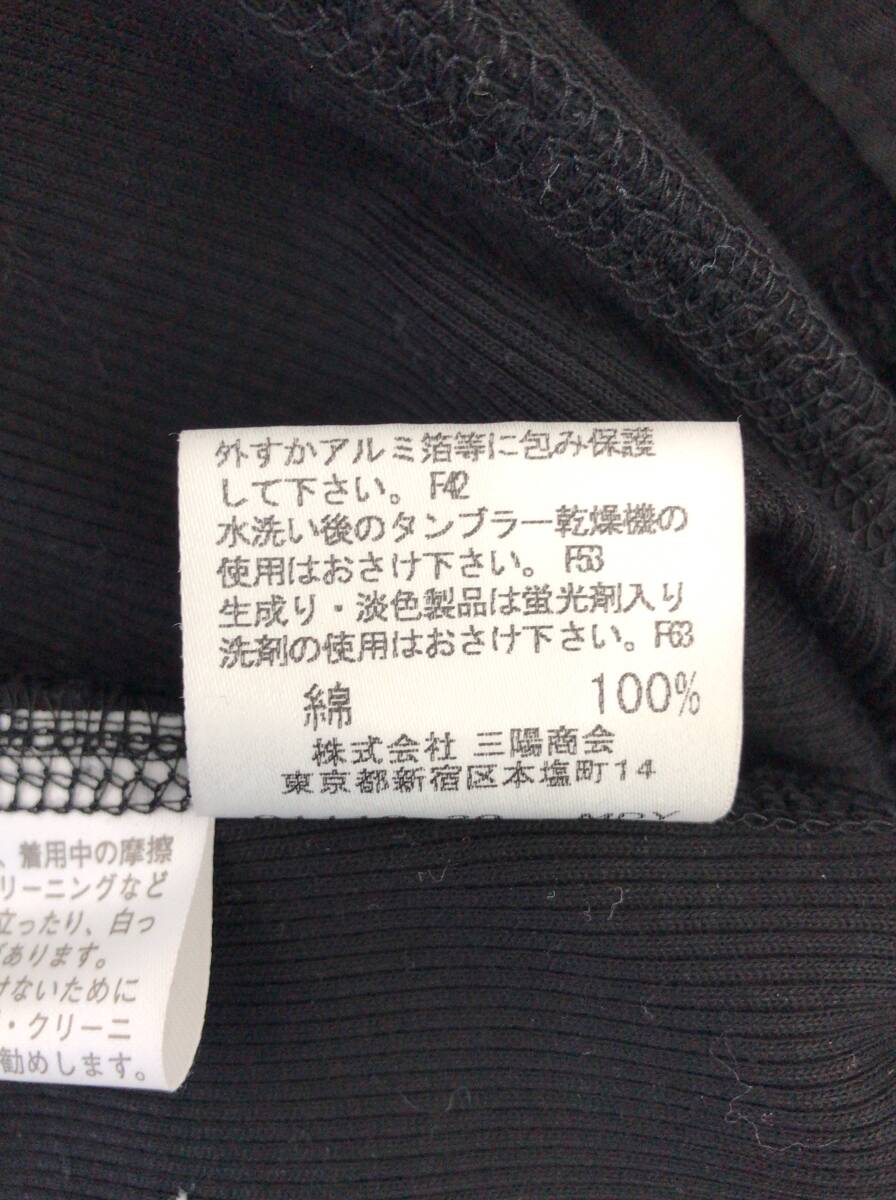 外すかアルミ箔等に包み保護
して下さい。 F42
水洗い後のタンブラー乾燥機の
使用はおさけ下さい。 F53
生成り・淡色製品は蛍光剤入り
洗剤の使用はおさけ下さい。F63
綿 100%
株式会社 三陽商会
東京都新宿区本塩町14
、着用中の摩擦
リーニングなど
立ったり、白っ
があります。
けないために
・クリーニ
勧めします。